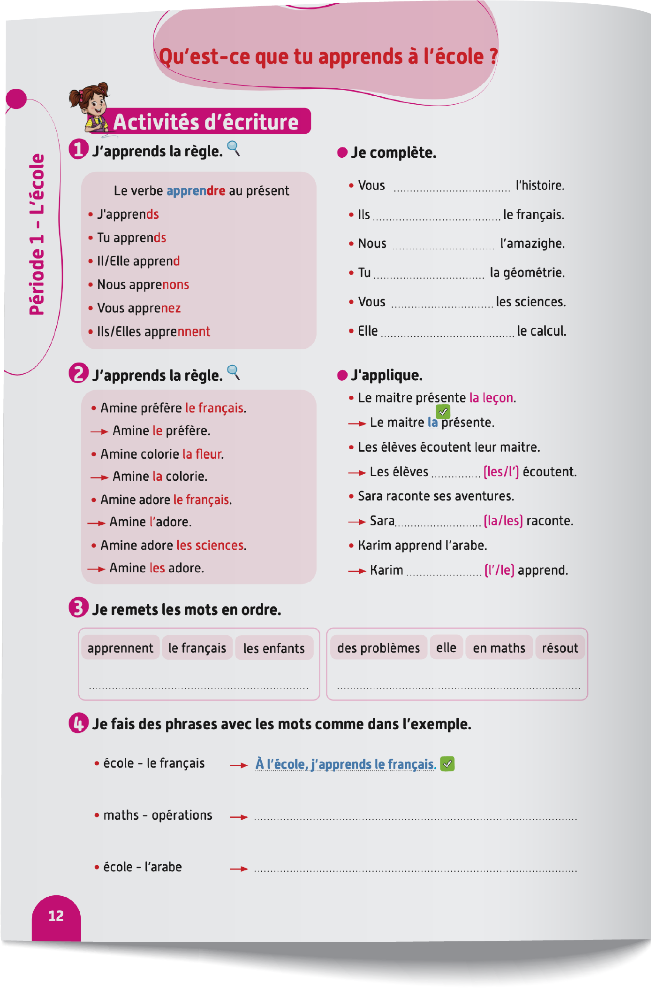 Qu'est-ce que tu apprends à l'école ?
Période 1 - L'école
Activités d'écriture
1 J'apprends la règle.
Le verbe apprendre au présent
• J'apprends
• Tu apprends
• Il/Elle apprend
• Nous apprenons
• Vous apprenez
• Ils/Elles apprennent
Je complète.
• Vous .................... l'histoire.
• Ils .................... le français.
• Nous .................... l'amazighe.
• Tu .................... la géométrie.
• Vous .................... les sciences.
• Elle .................... le calcul.
2 J'apprends la règle.
• Amine préfère le français.
→ Amine le préfère.
• Amine colorie la fleur.
→ Amine la colorie.
• Amine adore le français.
→ Amine l'adore.
• Amine adore les sciences.
→ Amine les adore.
J'applique.
• Le maitre présente la leçon.
→ Le maitre la présente.
• Les élèves écoutent leur maitre.
→ Les élèves .............. (les/l') écoutent.
• Sara raconte ses aventures.
→ Sara.................... (la/les) raconte.
• Karim apprend l'arabe.
→ Karim .................. (l'/le) apprend.
3 Je remets les mots en ordre.
apprennent le français les enfants
des problèmes elle en maths résout
4 Je fais des phrases avec les mots comme dans l'exemple.
• école - le français → À l'école, j'apprends le français.
• maths - opérations → ....................
• école - l'arabe → ....................
12